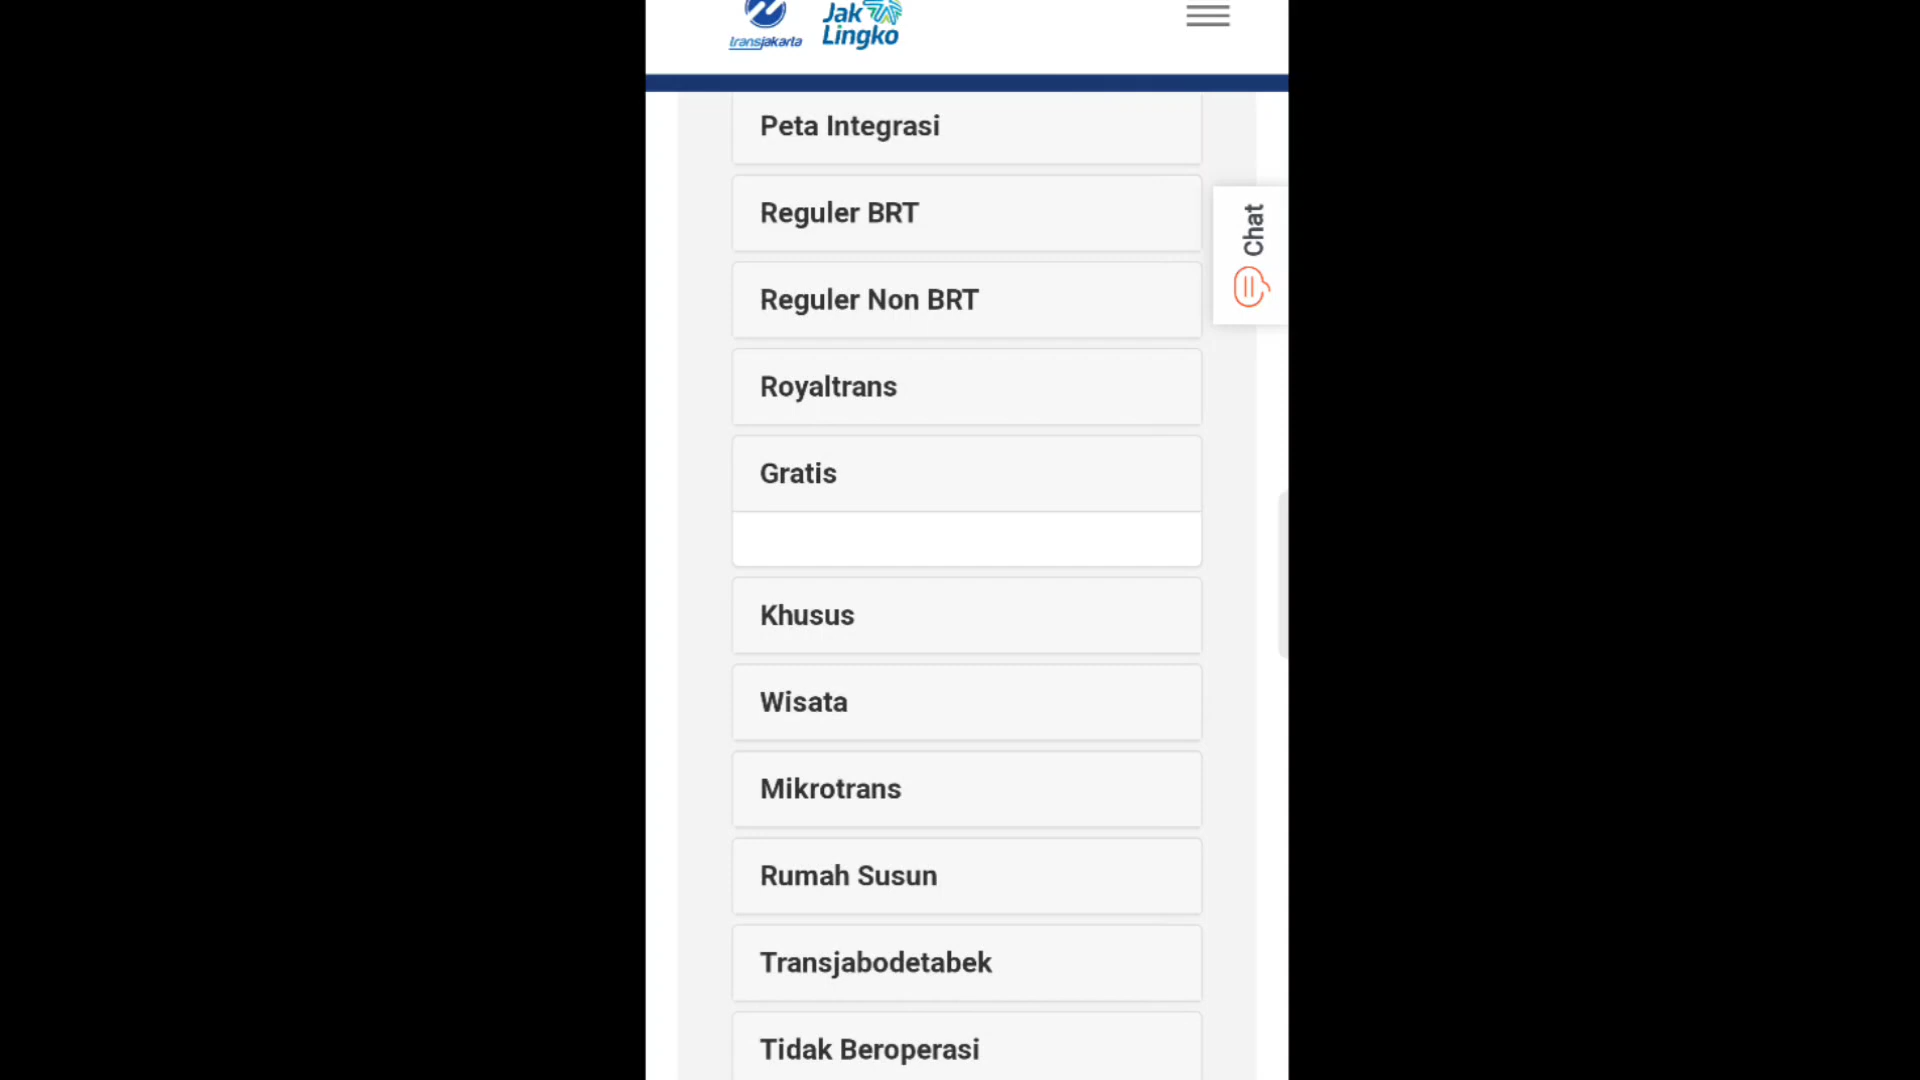 transjakarta
Jak
Lingko
Peta Integrasi
Reguler BRT
Chat
Reguler Non BRT
Royaltrans
Gratis
Khusus
Wisata
Mikrotrans
Rumah Susun
Transjabodetabek
Tidak Beroperasi